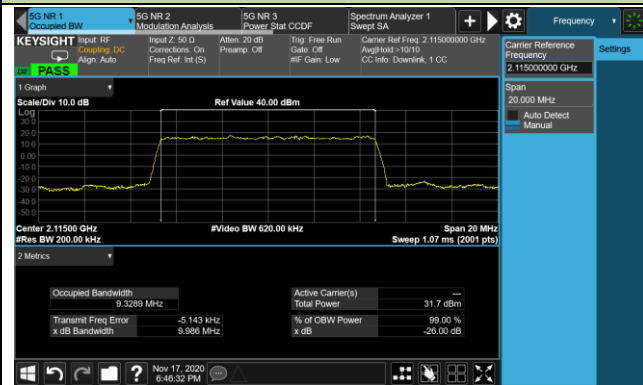 5G NR 1
Occupied BW
5G NR 2
Modulation Analysis
5G NR 3
Power Stat CCDF
Spectrum Analyzer 1
Swept SA
Frequency
KEYSIGHT
Input: RF
Coupling: DC
Align: Auto
Input Z: 50 Ω
Corrections: On
Freq Ref: Int (S)
Atten: 20 dB
Preamp: Off
Trig: Free Run
Gate: Off
#IF Gain: Low
Carrier Ref Freq: 2.115000000 GHz
Avg|Hold:>10/10
CC Info: Downlink, 1 CC
PASS
Carrier Reference
Frequency
2.115000000 GHz
Span
20.000 MHz
Auto Detect
Manual
Settings
1 Graph
Scale/Div 10.0 dB
Ref Value 40.00 dBm
Log
30.0
20.0
10.0
0.00
-10.0
-20.0
-30.0
-40.0
-50.0
Center 2.11500 GHz
#Video BW 620.00 kHz
Span 20 MHz
#Res BW 200.00 kHz
Sweep 1.07 ms (2001 pts)
2 Metrics
Occupied Bandwidth
9.3289 MHz
Active Carrier(s)
---
Total Power
31.7 dBm
Transmit Freq Error
-5.143 kHz
% of OBW Power
99.00 %
x dB Bandwidth
9.986 MHz
x dB
-26.00 dB
Nov 17, 2020
6:46:32 PM